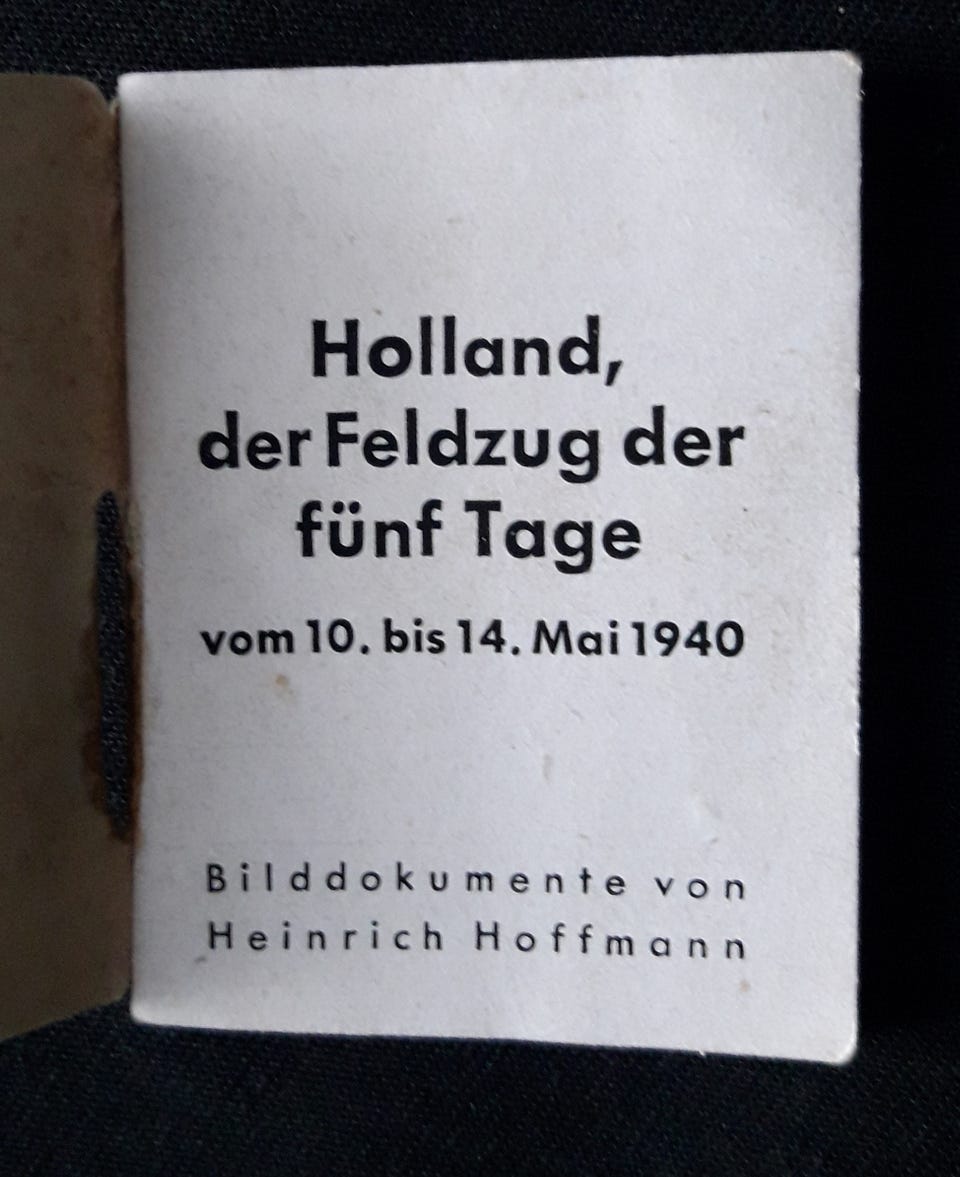 Holland,
der Feldzug der
fünf Tage
vom 10. bis 14. Mai 1940
Bilddokumente von
Heinrich Hoffmann